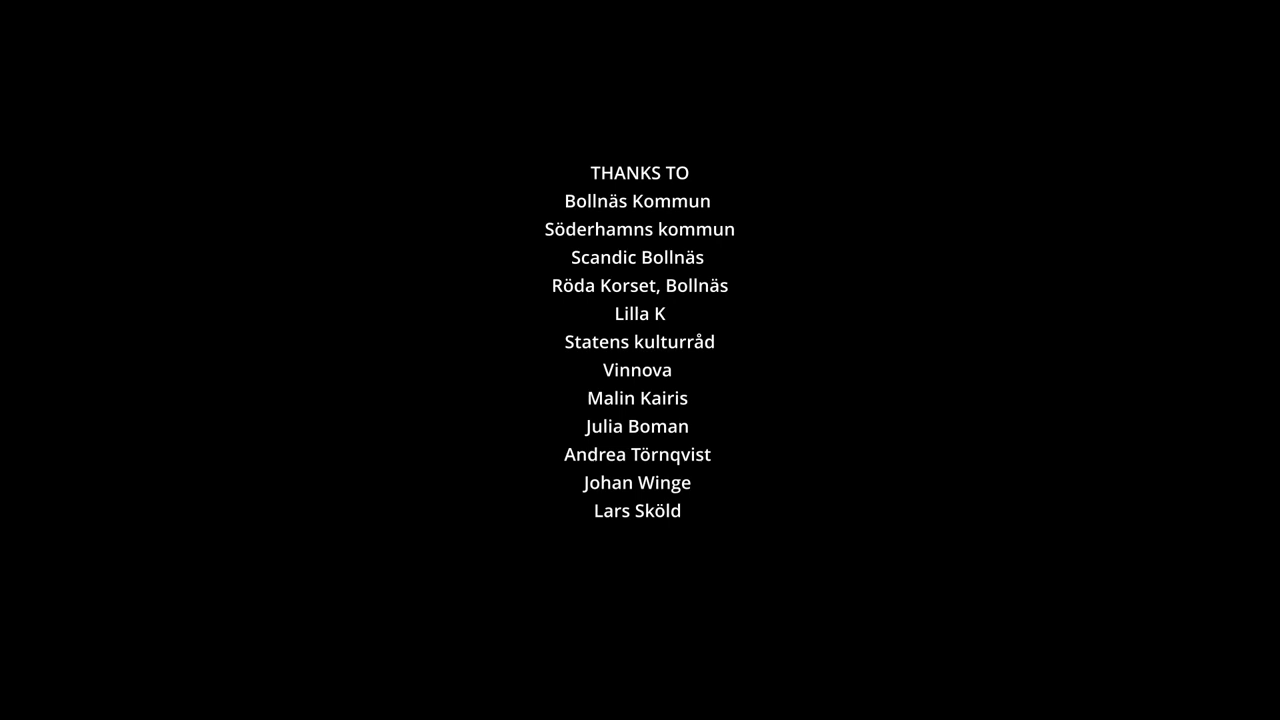 THANKS TO
Bollnäs Kommun
Söderhamns kommun
Scandic Bollnäs
Röda Korset, Bollnäs
Lilla K
Statens kulturråd
Vinnova
Malin Kairis
Julia Boman
Andrea Törnqvist
Johan Winge
Lars Sköld